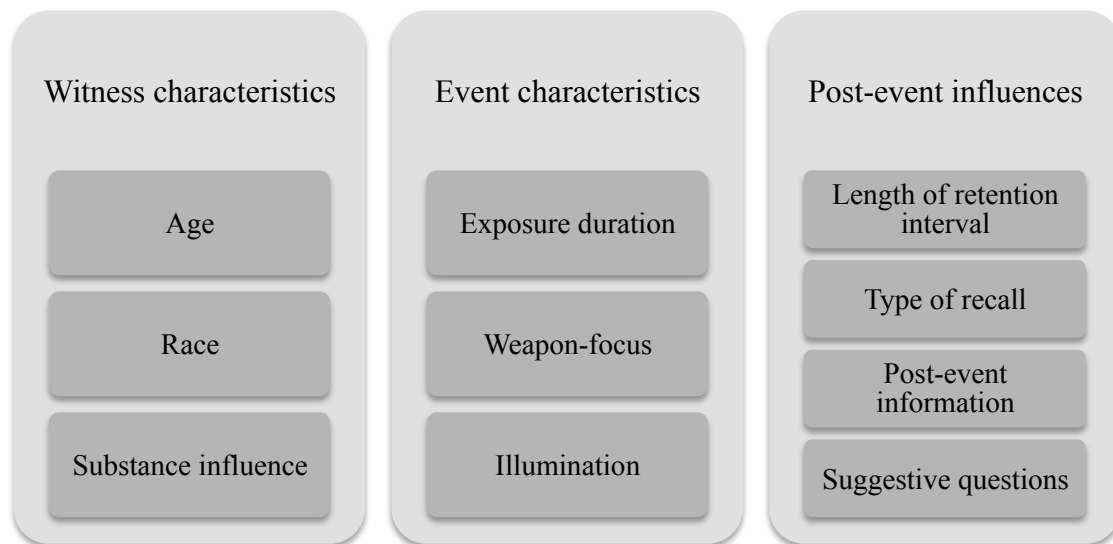 Witness characteristics
Age
Race
Substance influence
Event characteristics
Exposure duration
Weapon-focus
Illumination
Post-event influences
Length of retention
interval
Type of recall
Post-event
information
Suggestive questions